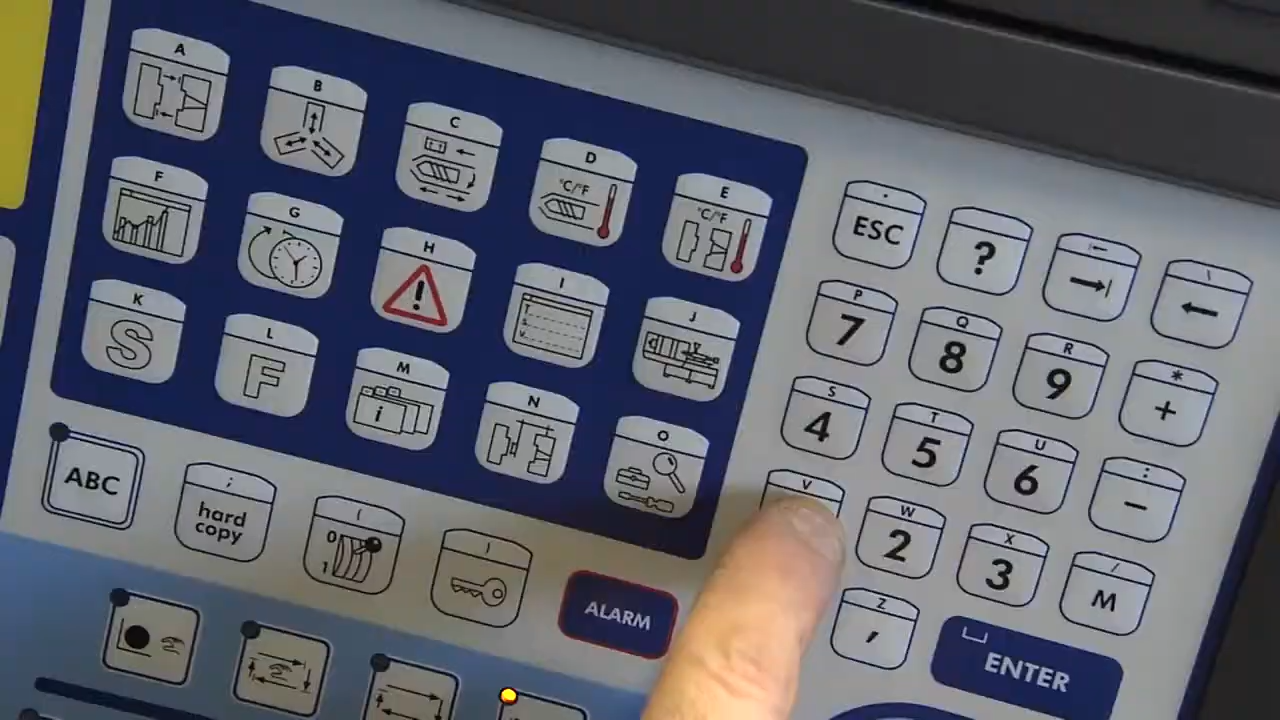 A
B
C
D
°C/°F
E
°C/°F
F
G
H
!
I
T
S
V
J
K
S
L
F
M
i
N
O
ABC
;
hard
copy
(
0
1
)
ALARM
.
ESC
?
\
P
7
Q
8
R
9
*
+
S
4
T
5
U
6
:
-
V
W
2
X
3
/
M
Z
,
ENTER